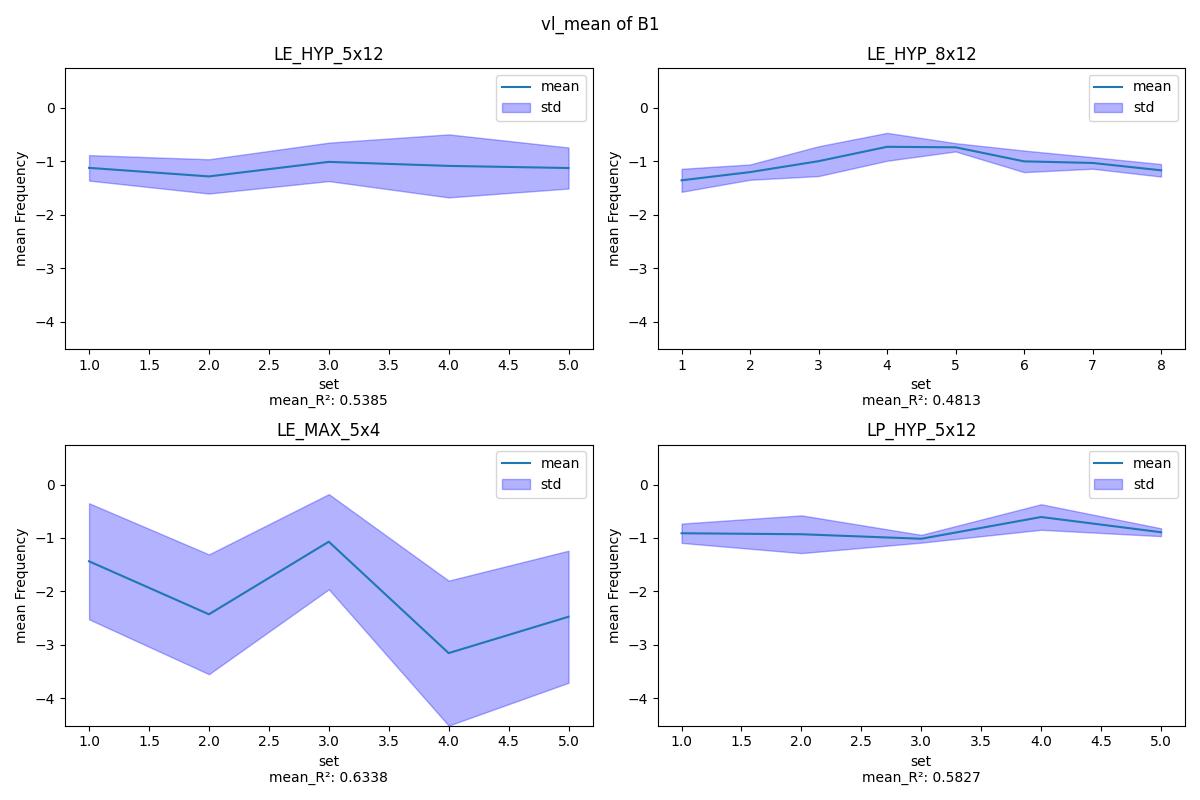 vl_mean of B1
LE_HYP_5x12
mean
std
0
−1
−2
−3
−4
mean Frequency
1.0 1.5 2.0 2.5 3.0 3.5 4.0 4.5 5.0
set
mean_R²: 0.5385
LE_HYP_8x12
mean
std
0
−1
−2
−3
−4
mean Frequency
1 2 3 4 5 6 7 8
set
mean_R²: 0.4813
LE_MAX_5x4
mean
std
0
−1
−2
−3
−4
mean Frequency
1.0 1.5 2.0 2.5 3.0 3.5 4.0 4.5 5.0
set
mean_R²: 0.6338
LP_HYP_5x12
mean
std
0
−1
−2
−3
−4
mean Frequency
1.0 1.5 2.0 2.5 3.0 3.5 4.0 4.5 5.0
set
mean_R²: 0.5827